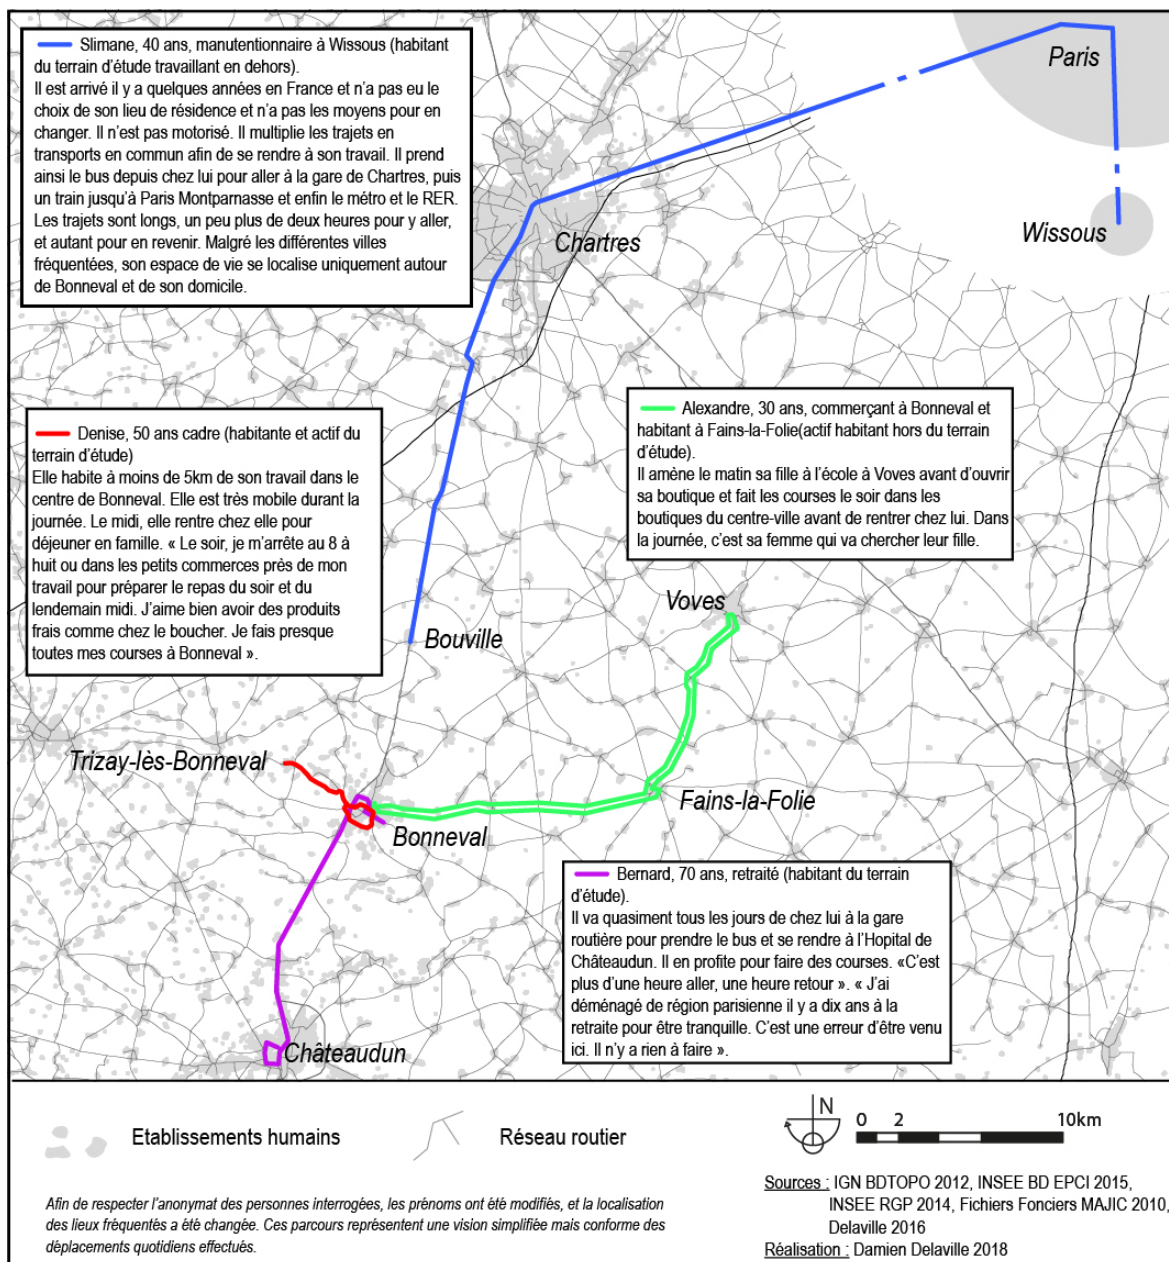 Slimane, 40 ans, manutentionnaire à Wissous (habitant
du terrain d'étude travaillant en dehors).
Il est arrivé il y a quelques années en France et n'a pas eu le
choix de son lieu de résidence et n'a pas les moyens pour en
changer. Il n'est pas motorisé. Il multiplie les trajets en
transports en commun afin de se rendre à son travail. Il prend
ainsi le bus depuis chez lui pour aller à la gare de Chartres, puis
un train jusqu'à Paris Montparnasse et enfin le métro et le RER.
Les trajets sont longs, un peu plus de deux heures pour y aller,
et autant pour en revenir. Malgré les différentes villes
fréquentées, son espace de vie se localise uniquement autour
de Bonneval et de son domicile.
Paris
Wissous
Chartres
Denise, 50 ans cadre (habitante et actif du
terrain d'étude)
Elle habite à moins de 5km de son travail dans le
centre de Bonneval. Elle est très mobile durant la
journée. Le midi, elle rentre chez elle pour
déjeuner en famille. « Le soir, je m'arrête au 8 à
huit ou dans les petits commerces près de mon
travail pour préparer le repas du soir et du
lendemain midi. J'aime bien avoir des produits
frais comme chez le boucher. Je fais presque
toutes mes courses à Bonneval ».
Alexandre, 30 ans, commerçant à Bonneval et
habitant à Fains-la-Folie(actif habitant hors du terrain
d'étude).
Il amène le matin sa fille à l'école à Voves avant d'ouvrir
sa boutique et fait les courses le soir dans les
boutiques du centre-ville avant de rentrer chez lui. Dans
la journée, c'est sa femme qui va chercher leur fille.
Voves
Bouville
Trizay-lès-Bonneval
Fains-la-Folie
Bonneval
Bernard, 70 ans, retraité (habitant du terrain
d'étude).
Il va quasiment tous les jours de chez lui à la gare
routière pour prendre le bus et se rendre à l'Hopital de
Châteaudun. Il en profite pour faire des courses. «C'est
plus d'une heure aller, une heure retour ». « J'ai
déménagé de région parisienne il y a dix ans à la
retraite pour être tranquille. C'est une erreur d'être venu
ici. Il n'y a rien à faire ».
Châteaudun
Etablissements humains
Réseau routier
N
0 2 10km
Afin de respecter l'anonymat des personnes interrogées, les prénoms ont été modifiés, et la localisation
des lieux fréquentés a été changée. Ces parcours représentent une vision simplifiée mais conforme des
déplacements quotidiens effectués.
Sources : IGN BDTOPO 2012, INSEE BD EPCI 2015,
INSEE RGP 2014, Fichiers Fonciers MAJIC 2010,
Delaville 2016
Réalisation : Damien Delaville 2018